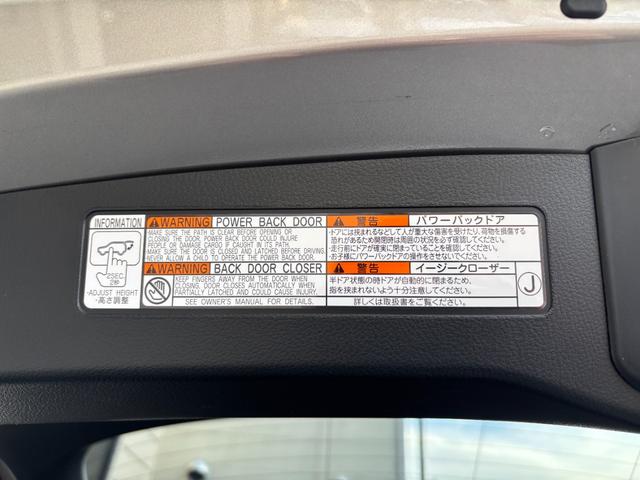 INFORMATION
2SEC.
2秒
・ADJUST HEIGHT
・高さ調整
WARNING POWER BACK DOOR
MAKE SURE THE PATH IS CLEAR BEFORE OPENING OR
CLOSING THE DOOR. POWER BACK DOOR COULD INJURE
PEOPLE OR DAMAGE CARGO IF CAUGHT IN ITS PATH.
MAKE SURE THE DOOR IS CLOSED AND LATCHED BEFORE DRIVING.
NEVER ALLOW A CHILD TO OPERATE THE POWER BACK DOOR.
WARNING BACK DOOR CLOSER
KEEP FINGERS AWAY FROM THE DOOR WHEN
CLOSING. DOOR CLOSES AUTOMATICALLY WHEN
PARTIALLY LATCHED AND COULD CAUSE INJURY.
SEE OWNER'S MANUAL FOR DETAILS.
警告 パワーバックドア
・ドアにはさまれるなどして人が重大な傷害を受けたり、荷物を損傷する
恐れがあるため開閉時は周囲の状況を必ず確認してください。
・走行前にドアが確実に閉まっていることを確認してください。
・お子様にパワーバックドアの操作をさせないでください。
警告 イージークローザー
半ドア状態の時ドアが自動的に閉まるため、
指を挟まれないよう十分注意してください。
詳しくは取扱書をご覧ください。
J